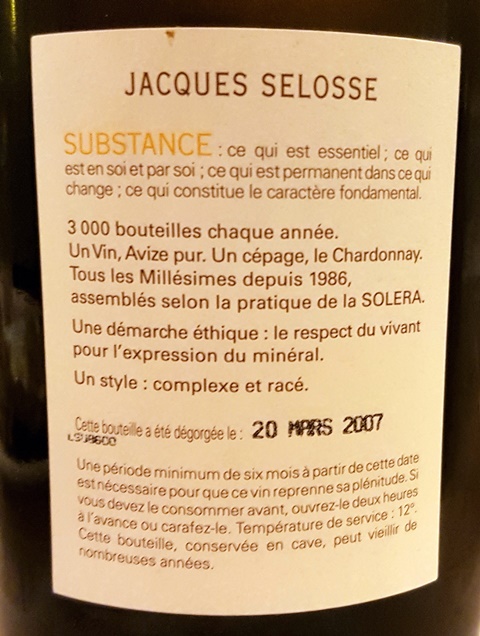 JACQUES SELOSSE
SUBSTANCE : ce qui est essentiel ; ce qui
est en soi et par soi ; ce qui est permanent dans ce qui
change ; ce qui constitue le caractère fondamental.
3 000 bouteilles chaque année.
Un Vin, Avize pur. Un cépage, le Chardonnay.
Tous les Millésimes depuis 1986,
assemblés selon la pratique de la SOLERA.
Une démarche éthique : le respect du vivant
pour l'expression du minéral.
Un style : complexe et racé.
Cette bouteille a été dégorgée le : 20 MARS 2007
Une période minimum de six mois à partir de cette date
est nécessaire pour que ce vin reprenne sa plénitude. Si
vous devez le consommer avant, ouvrez-le deux heures
à l'avance ou carafez-le. Température de service : 12°.
Cette bouteille, conservée en cave, peut vieillir de
nombreuses années.